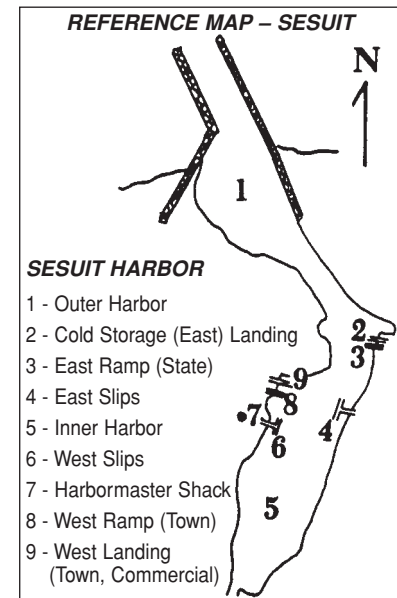 REFERENCE MAP – SESUIT
N
1
SESUIT HARBOR
1 - Outer Harbor
2 - Cold Storage (East) Landing
3 - East Ramp (State)
4 - East Slips
5 - Inner Harbor
6 - West Slips
7 - Harbormaster Shack
8 - West Ramp (Town)
9 - West Landing
(Town, Commercial)
2
3
9
8
7
6
4
5